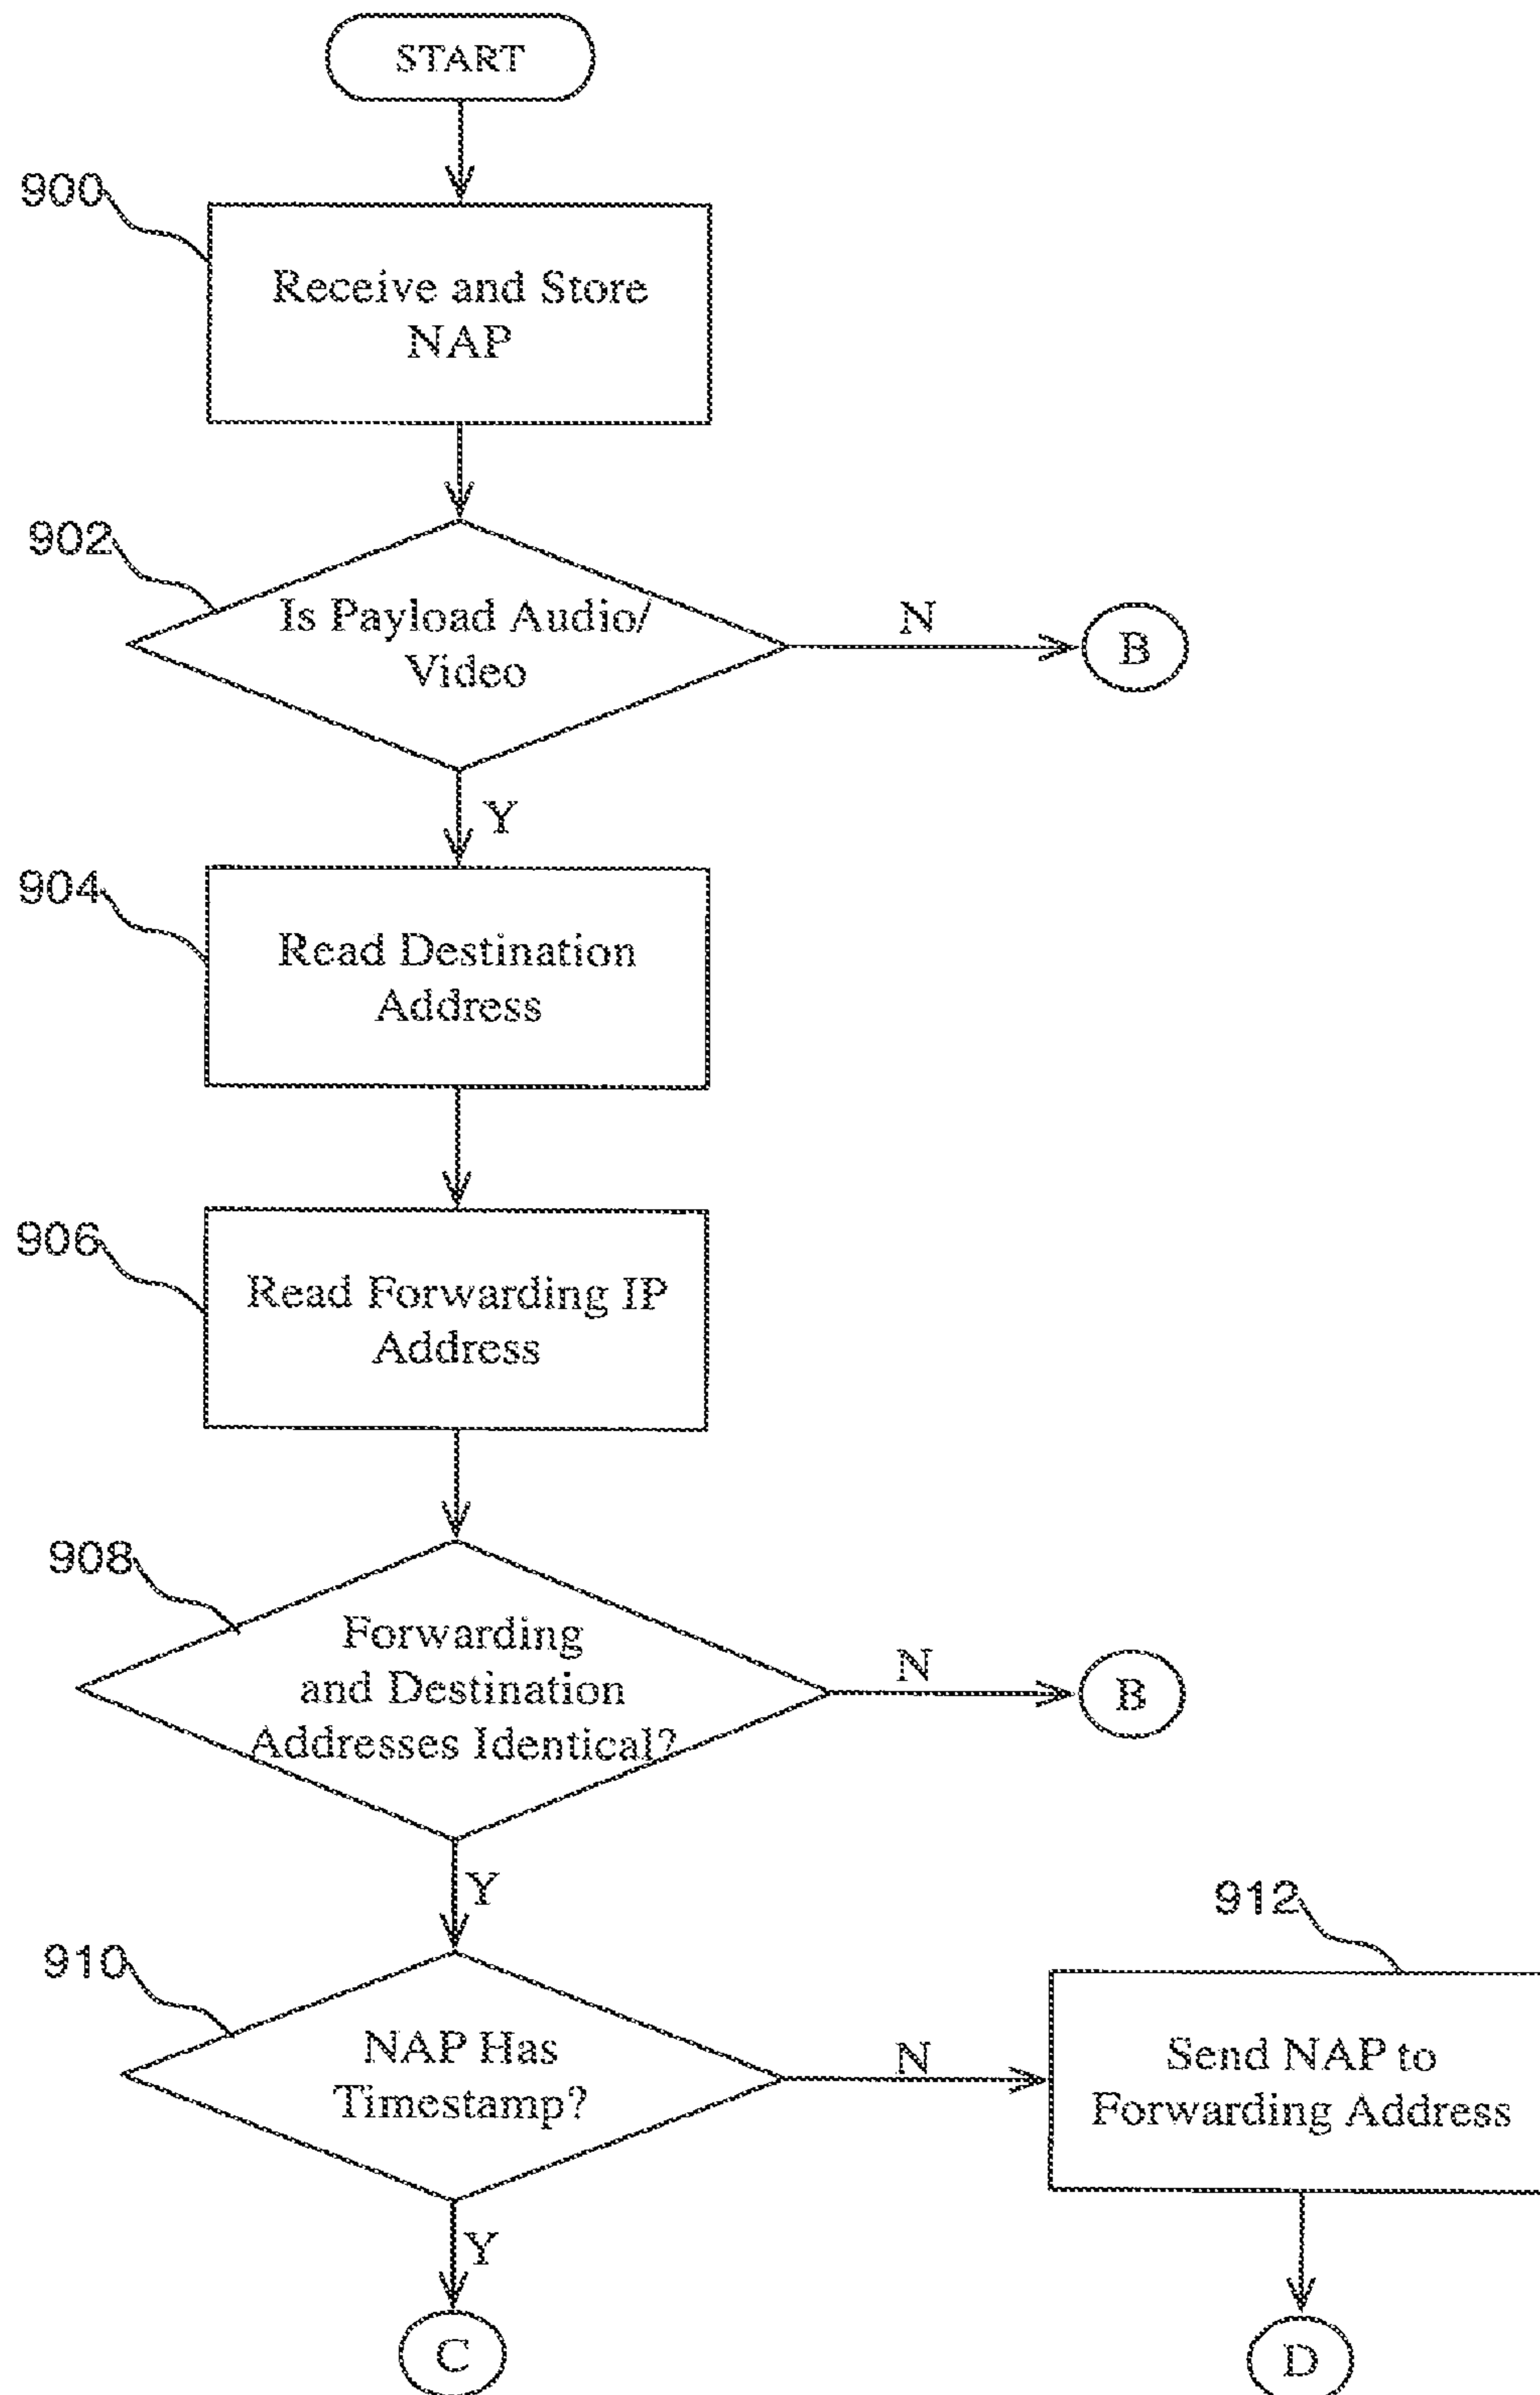 START
900
Receive and Store
NAP
902
Is Payload Audio/
Video
N
B
Y
904
Read Destination
Address
906
Read Forwarding IP
Address
908
Forwarding
and Destination
Addresses Identical?
N
B
Y
910
NAP Has
Timestamp?
N
912
Send NAP to
Forwarding Address
Y
C
D